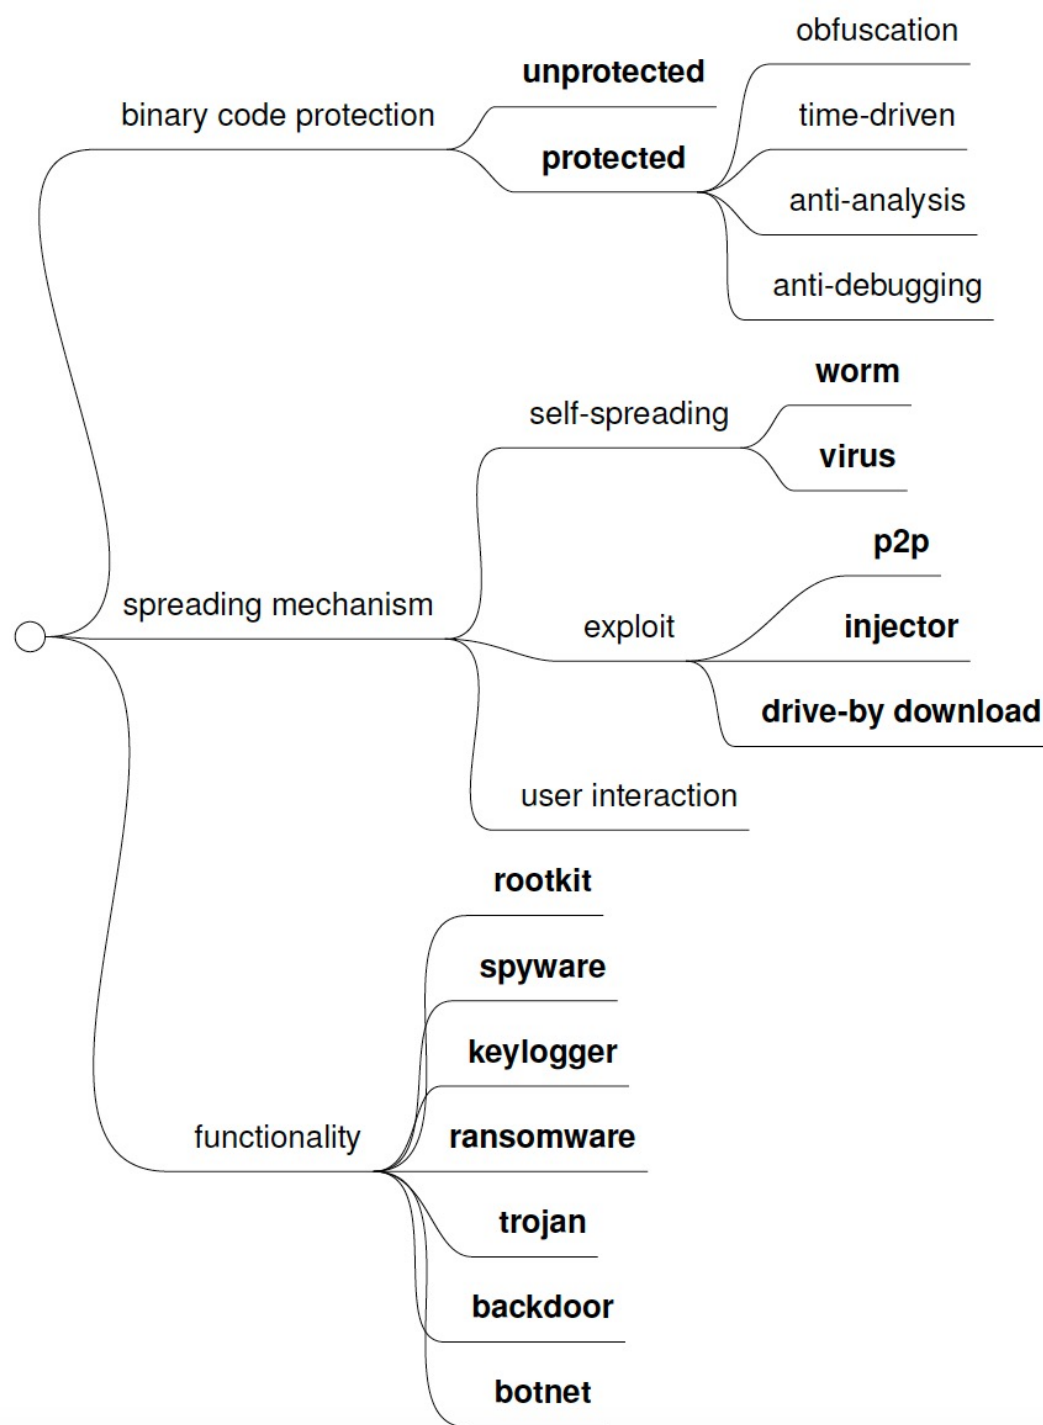 obfuscation
unprotected
binary code protection
time-driven
protected
anti-analysis
anti-debugging
worm
self-spreading
virus
p2p
spreading mechanism
exploit
injector
drive-by download
user interaction
rootkit
spyware
keylogger
functionality
ransomware
trojan
backdoor
botnet